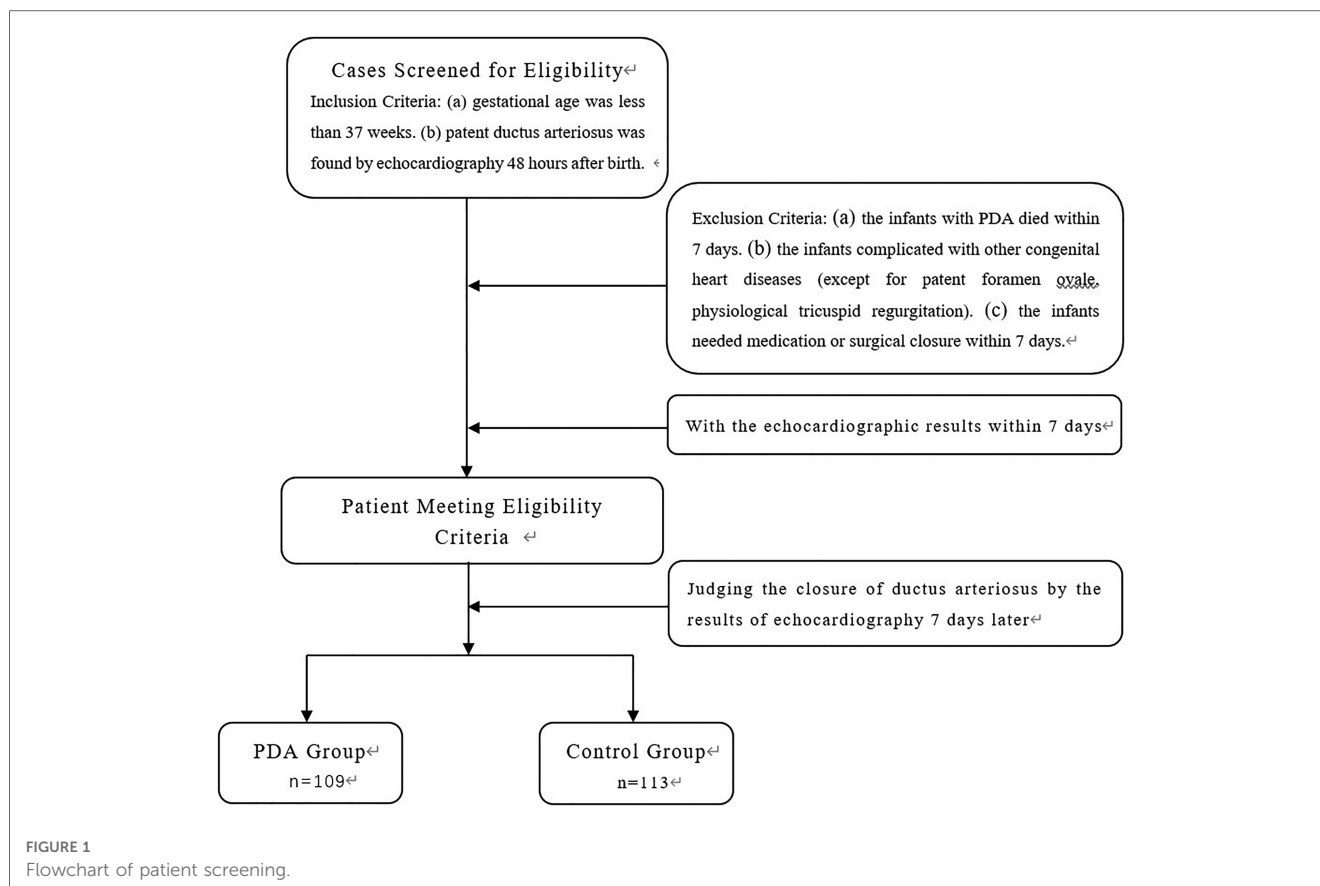 Cases Screened for Eligibility↵
Inclusion Criteria: (a) gestational age was less
than 37 weeks. (b) patent ductus arteriosus was
found by echocardiography 48 hours after birth. ↵
Exclusion Criteria: (a) the infants with PDA died within
7 days. (b) the infants complicated with other congenital
heart diseases (except for patent foramen ovale,
physiological tricuspid regurgitation). (c) the infants
needed medication or surgical closure within 7 days.↵
With the echocardiographic results within 7 days↵
Patient Meeting Eligibility
Criteria ↵
Judging the closure of ductus arteriosus by the
results of echocardiography 7 days later↵
PDA Group↵
n=109↵
Control Group↵
n=113↵
FIGURE 1
Flowchart of patient screening.